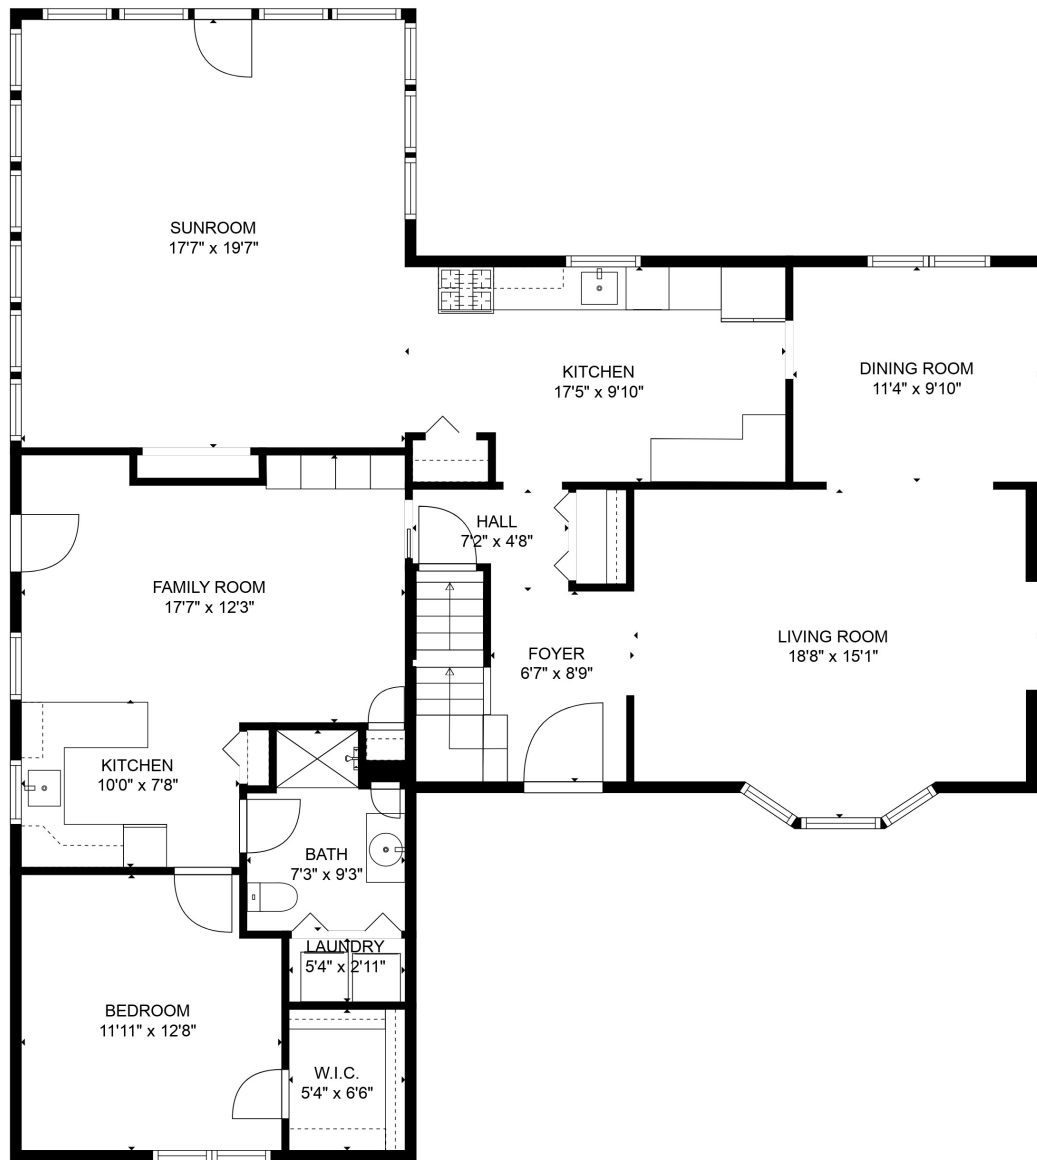 SUNROOM
17'7" x 19'7"
KITCHEN
17'5" x 9'10"
DINING ROOM
11'4" x 9'10"
HALL
7'2" x 4'8"
FAMILY ROOM
17'7" x 12'3"
FOYER
6'7" x 8'9"
LIVING ROOM
18'8" x 15'1"
KITCHEN
10'0" x 7'8"
BATH
7'3" x 9'3"
LAUNDRY
5'4" x 2'11"
BEDROOM
11'11" x 12'8"
W.I.C.
5'4" x 6'6"